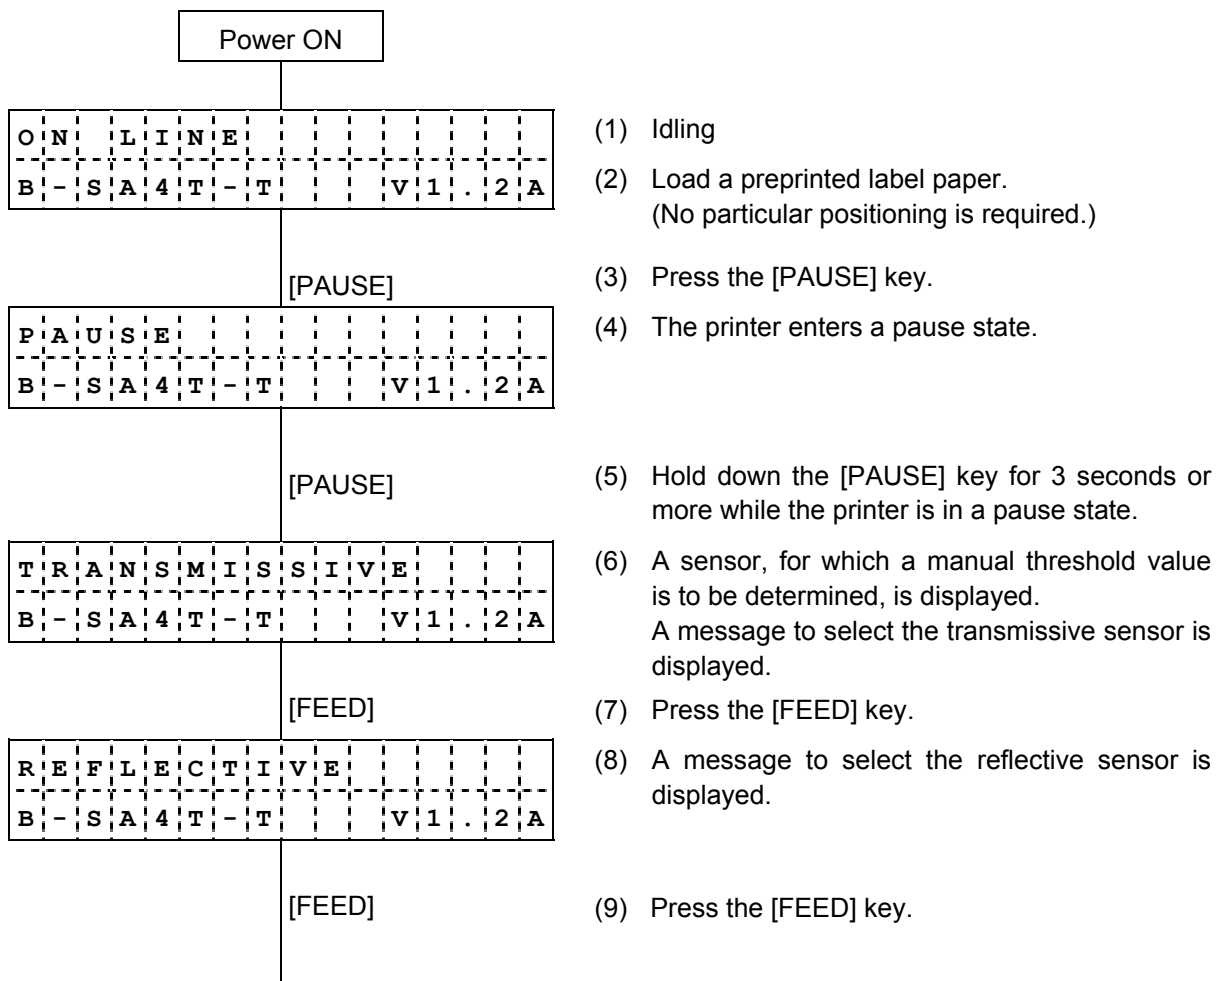 Power ON
ON LINE
B-SA4T-T V1.2A
(1) Idling
(2) Load a preprinted label paper.
(No particular positioning is required.)
[PAUSE]
(3) Press the [PAUSE] key.
PAUSE
B-SA4T-T V1.2A
(4) The printer enters a pause state.
[PAUSE]
(5) Hold down the [PAUSE] key for 3 seconds or
more while the printer is in a pause state.
TRANSMISSIVE
B-SA4T-T V1.2A
(6) A sensor, for which a manual threshold value
is to be determined, is displayed.
A message to select the transmissive sensor is
displayed.
[FEED]
(7) Press the [FEED] key.
REFLECTIVE
B-SA4T-T V1.2A
(8) A message to select the reflective sensor is
displayed.
[FEED]
(9) Press the [FEED] key.